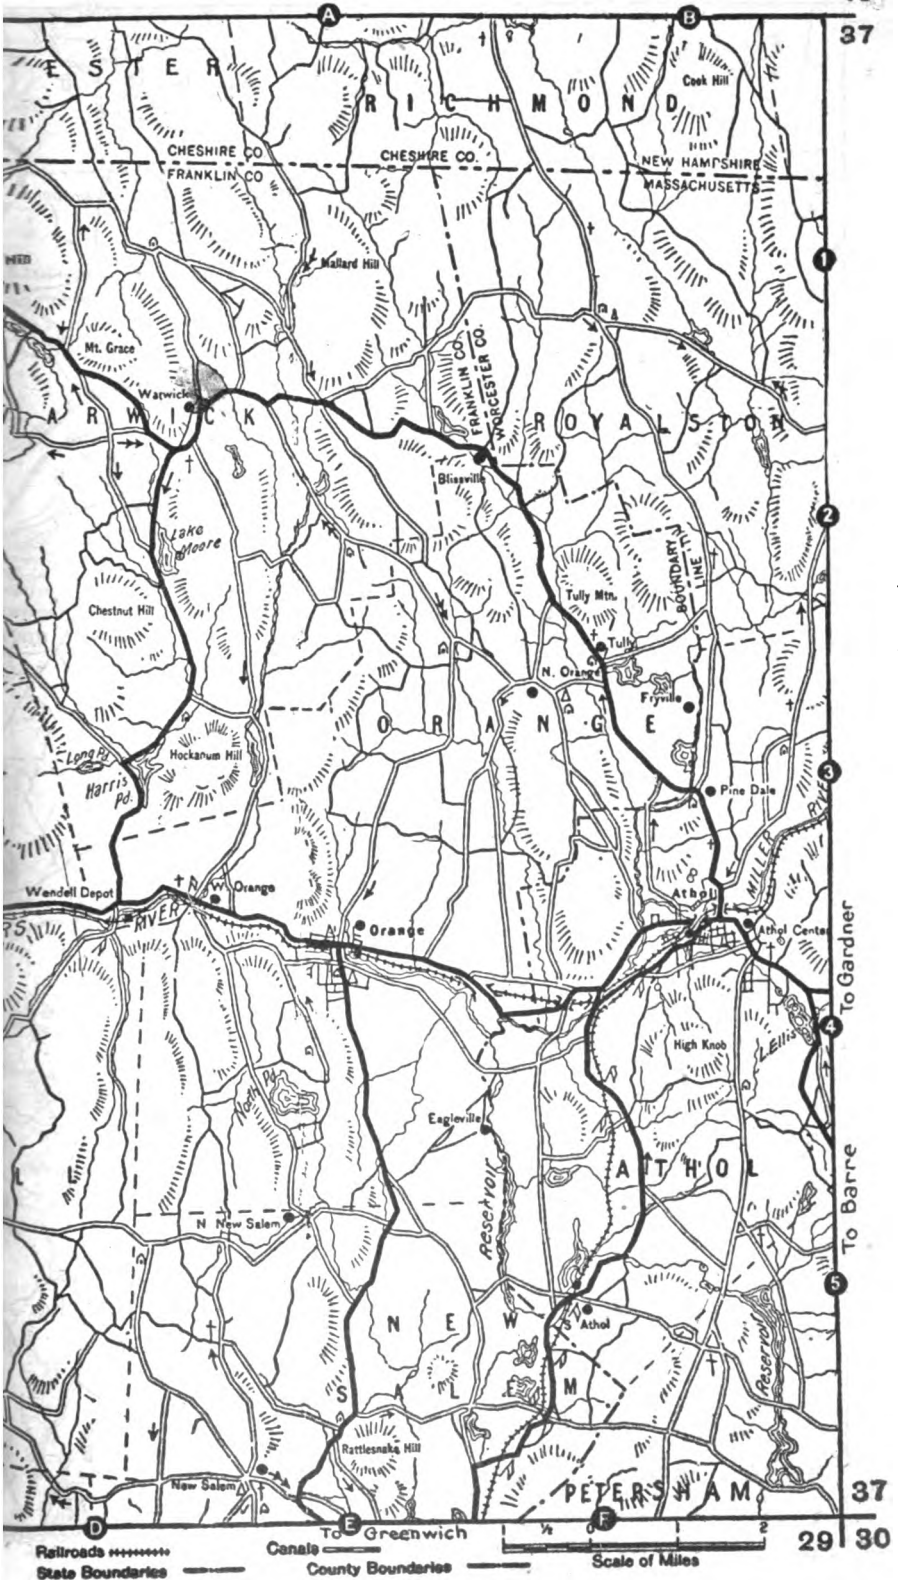 A
B
37
ESTER
RICHMOND
Cook Hill
CHESHIRE CO
FRANKLIN CO
CHESHIRE CO.
NEW HAMPSHIRE
MASSACHUSETTS
1
Mallard Hill
Mt. Grace
FRANKLIN CO.
WORCESTER CO.
Warwick
ARWICK
ROYALSTON
Blissville
2
Lake
Moore
BOUNDARY
LINE
Chestnut Hill
Tully Mtn.
Tully
N. Orange
Fryville
ORANGE
Long Pd
Hockanum Hill
Harris
Pd.
3
Pine Dale
MILLER
RIVER
Wendell Depot
W. Orange
Athol
RS
RIVER
Orange
Athol Center
To Gardner
4
High Knob
L. Ellis
North Pd
Eagleville
ATHOL
LL
Reservoir
N New Salem
To Barre
5
NEW
S Athol
Reservoir
SALEM
Rattlesnake Hill
New Salem
PETERSHAM
37
D
E
F
To Greenwich
29 30
Railroads
Canals
½ 0 2
State Boundaries
County Boundaries
Scale of Miles